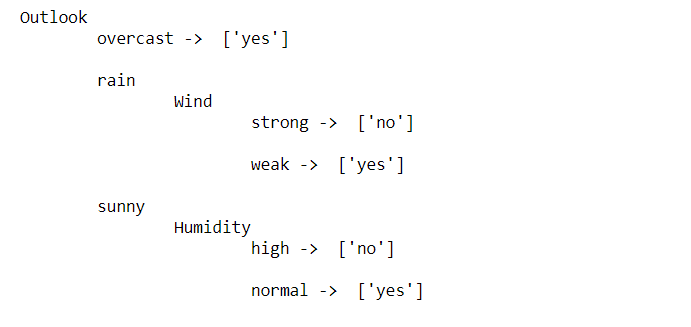 Outlook
overcast -> ['yes']
rain
Wind
strong -> ['no']
weak -> ['yes']
sunny
Humidity
high -> ['no']
normal -> ['yes']